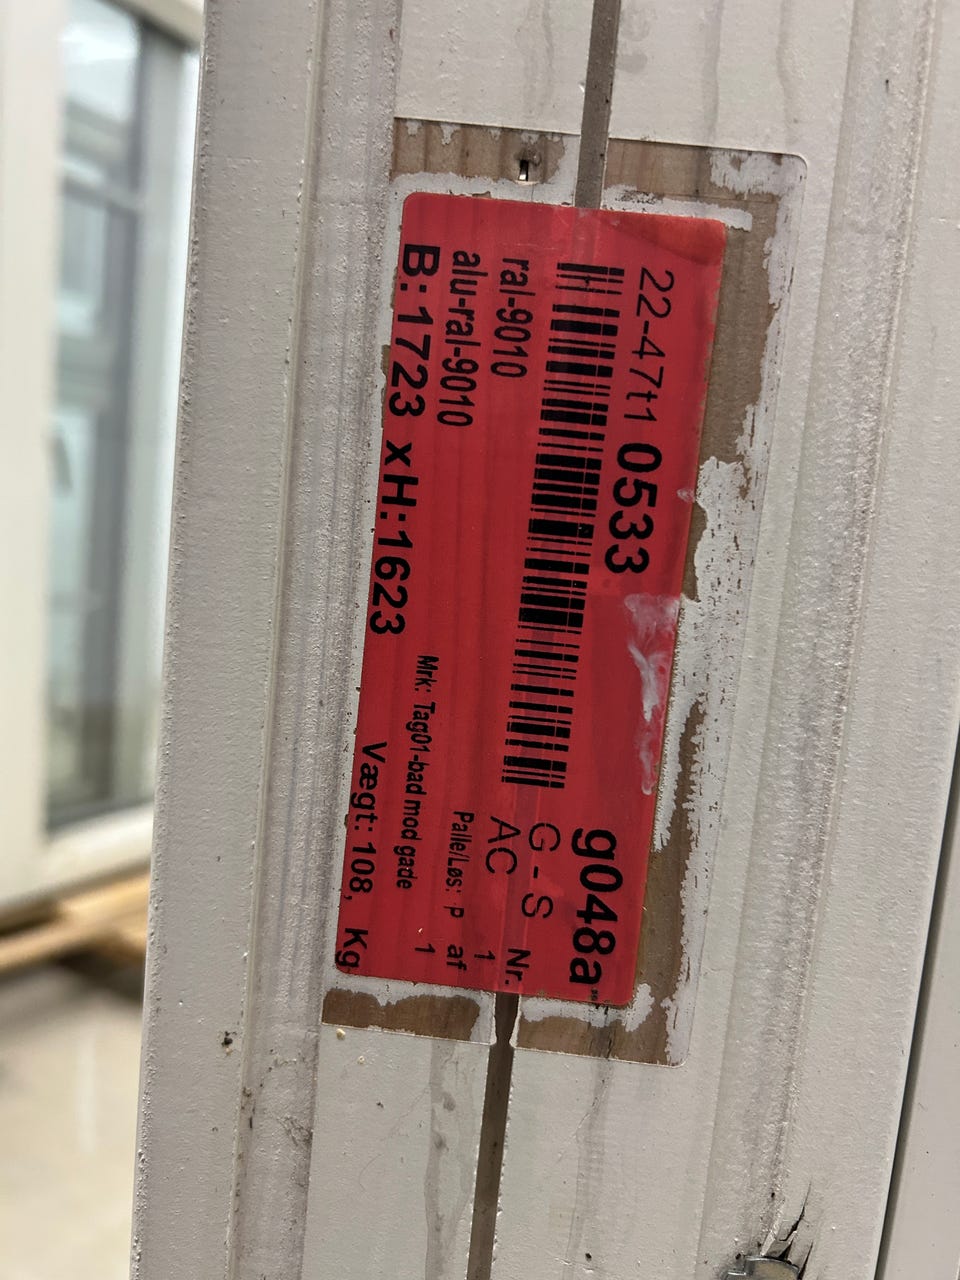 22-47t1 0533 g048a
G - S Nr.
ral-9010 AC 1
alu-ral-9010 Palle/Løs: P af
Mrk: Tag01-bad mod gade 1
B:1723 xH:1623 Vægt: 108, Kg